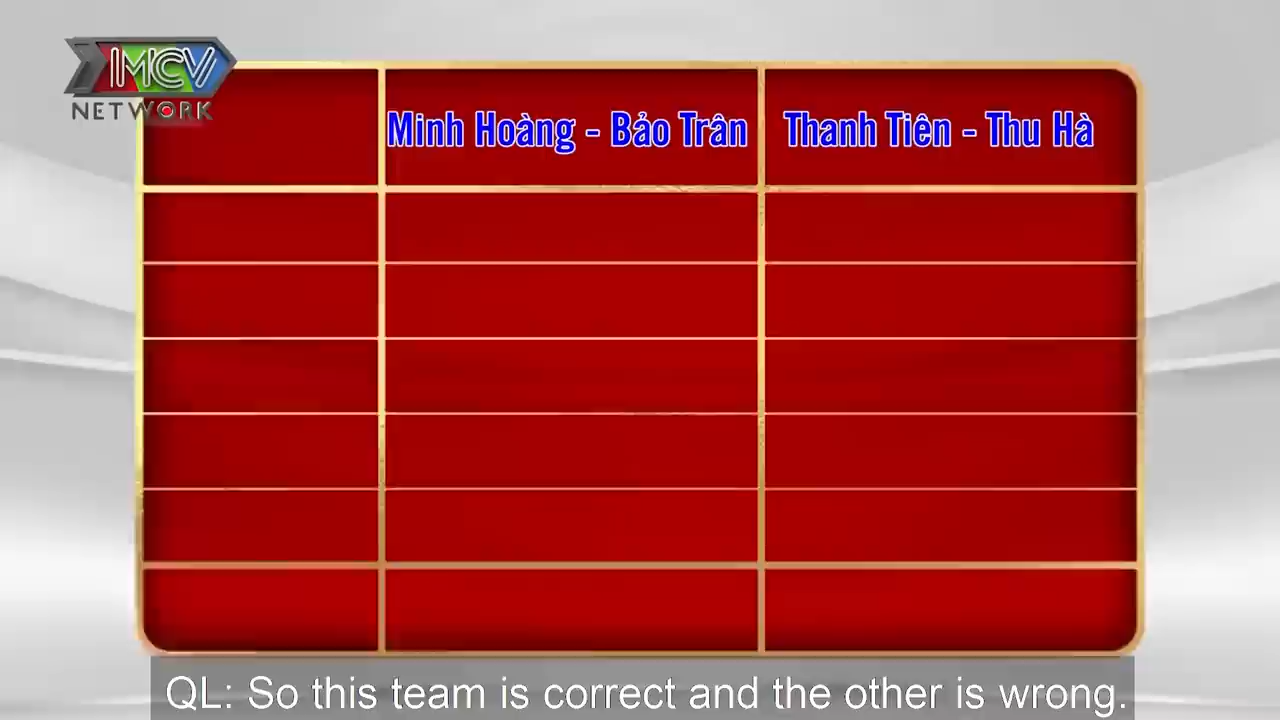 MCV
NETWORK
Minh Hoàng - Bảo Trân
Thanh Tiên - Thu Hà
QL: So this team is correct and the other is wrong.